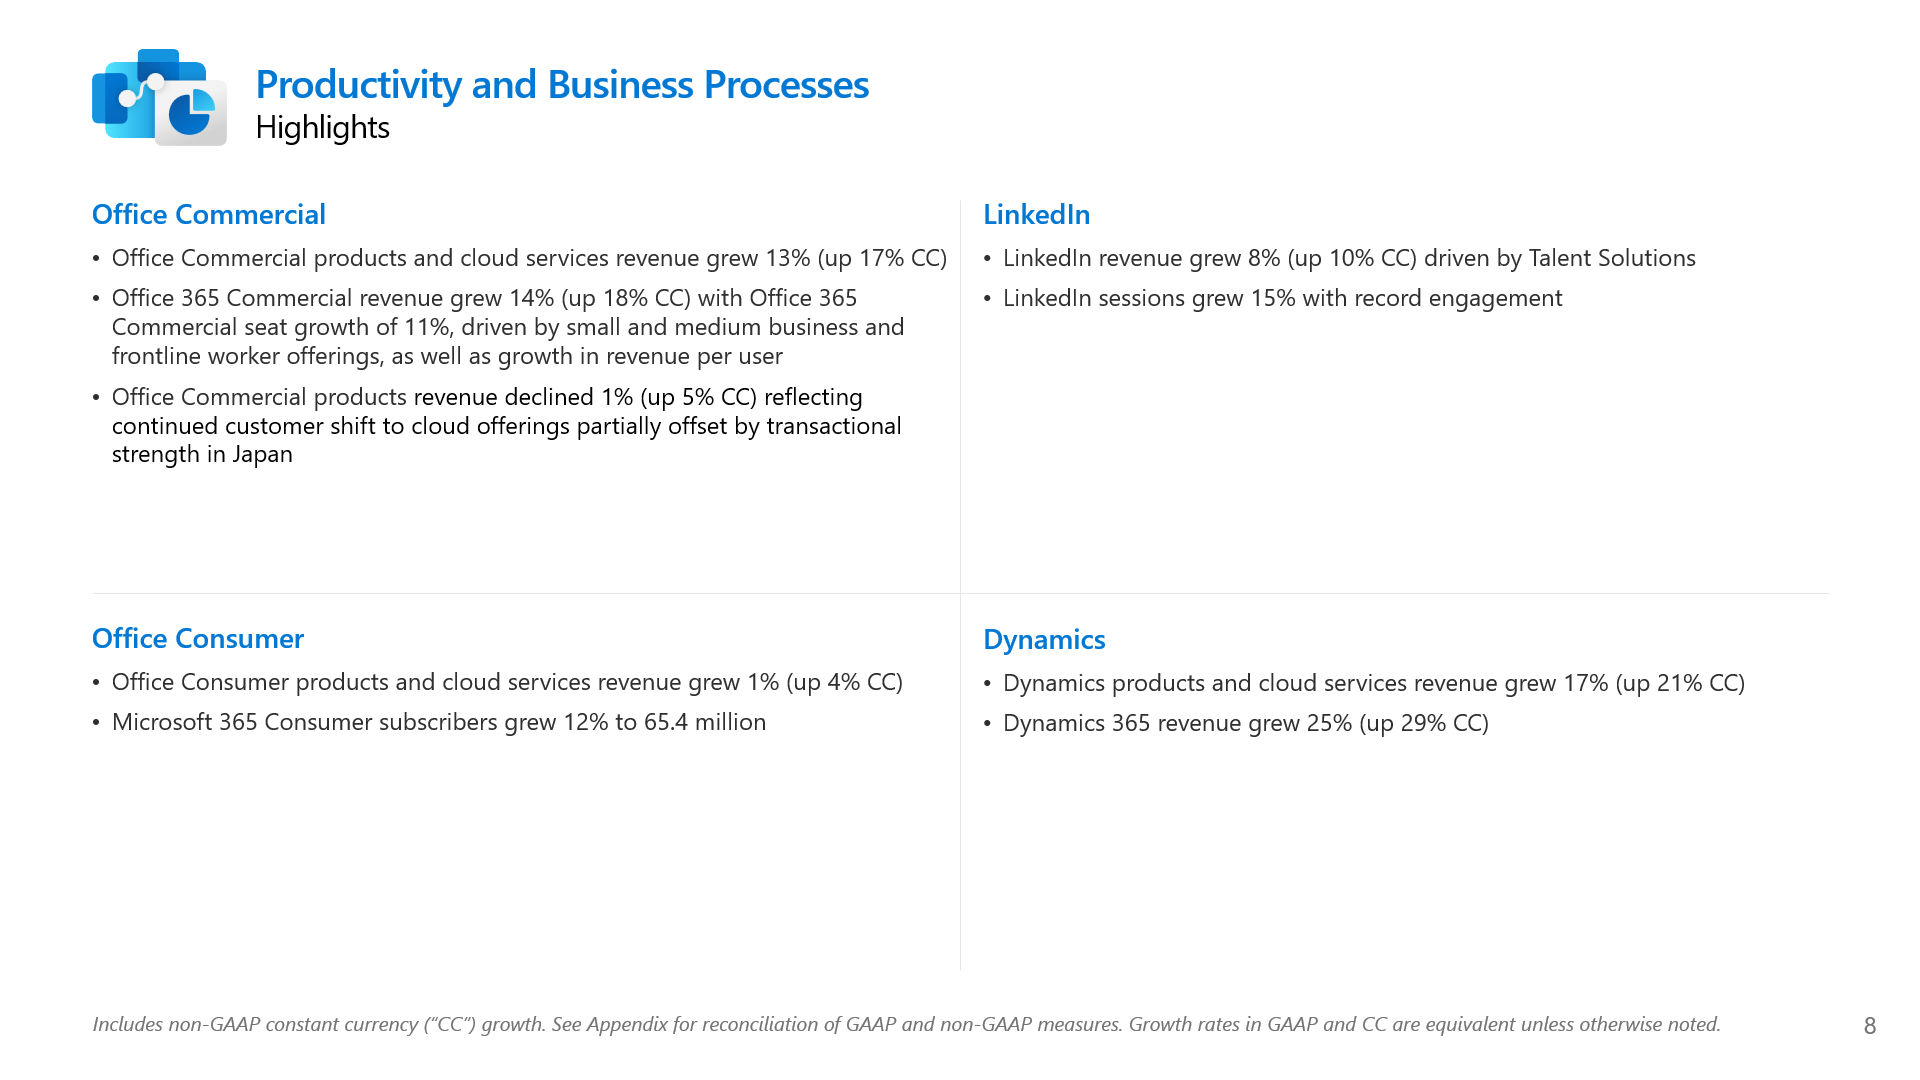 Productivity and Business Processes
Highlights
Office Commercial
• Office Commercial products and cloud services revenue grew 13% (up 17% CC)
• Office 365 Commercial revenue grew 14% (up 18% CC) with Office 365
Commercial seat growth of 11%, driven by small and medium business and
frontline worker offerings, as well as growth in revenue per user
• Office Commercial products revenue declined 1% (up 5% CC) reflecting
continued customer shift to cloud offerings partially offset by transactional
strength in Japan
LinkedIn
• LinkedIn revenue grew 8% (up 10% CC) driven by Talent Solutions
• LinkedIn sessions grew 15% with record engagement
Office Consumer
• Office Consumer products and cloud services revenue grew 1% (up 4% CC)
• Microsoft 365 Consumer subscribers grew 12% to 65.4 million
Dynamics
• Dynamics products and cloud services revenue grew 17% (up 21% CC)
• Dynamics 365 revenue grew 25% (up 29% CC)
Includes non-GAAP constant currency (“CC”) growth. See Appendix for reconciliation of GAAP and non-GAAP measures. Growth rates in GAAP and CC are equivalent unless otherwise noted.
8